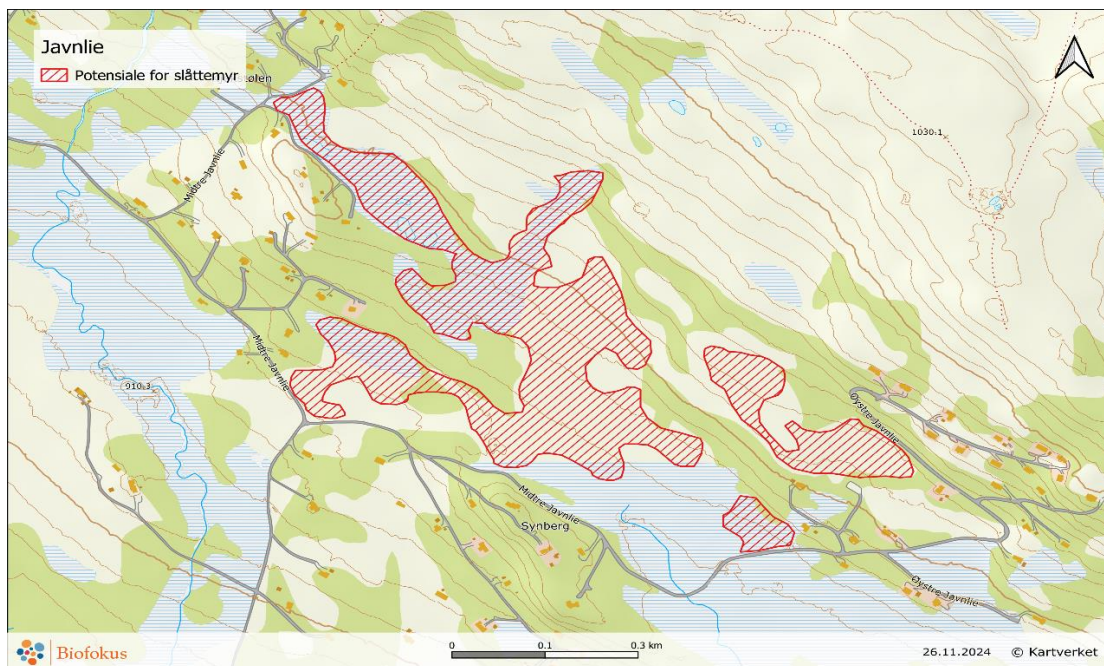 Javnlie
Potensiale for slåttemyr
1030.1
Midtre Javnlie
Midtre Javnlie
910.3
Øystre Javnlie
Midtre Javnlie
Synberg
Øystre Javnlie
Biofokus
0 0.1 0.3 km
26.11.2024 © Kartverket